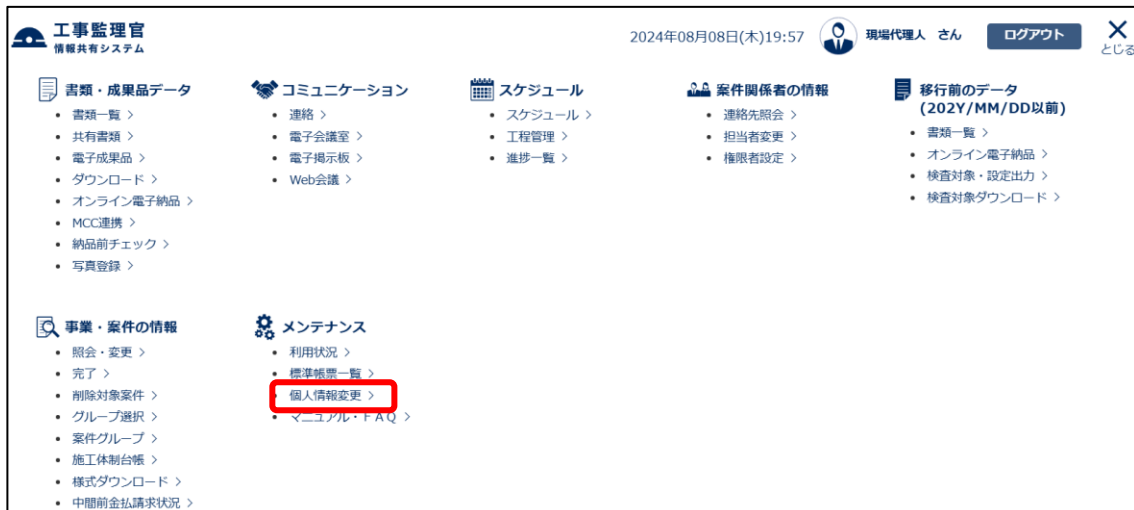 工事監理官
情報共有システム
2024年08月08日(木)19:57
現場代理人 さん
ログアウト
とじる
書類・成果品データ
書類一覧
共有書類
電子成果品
ダウンロード
オンライン電子納品
MCC連携
納品前チェック
写真登録
コミュニケーション
連絡
電子会議室
電子掲示板
Web会議
スケジュール
スケジュール
工程管理
進捗一覧
案件関係者の情報
連絡先照会
担当者変更
権限者設定
移行前のデータ
(202Y/MM/DD以前)
書類一覧
オンライン電子納品
検査対象・設定出力
検査対象ダウンロード
事業・案件の情報
照会・変更
完了
削除対象案件
グループ選択
案件グループ
施工体制台帳
様式ダウンロード
中間前金払請求状況
メンテナンス
利用状況
標準帳票一覧
個人情報変更
マニュアル・FAQ